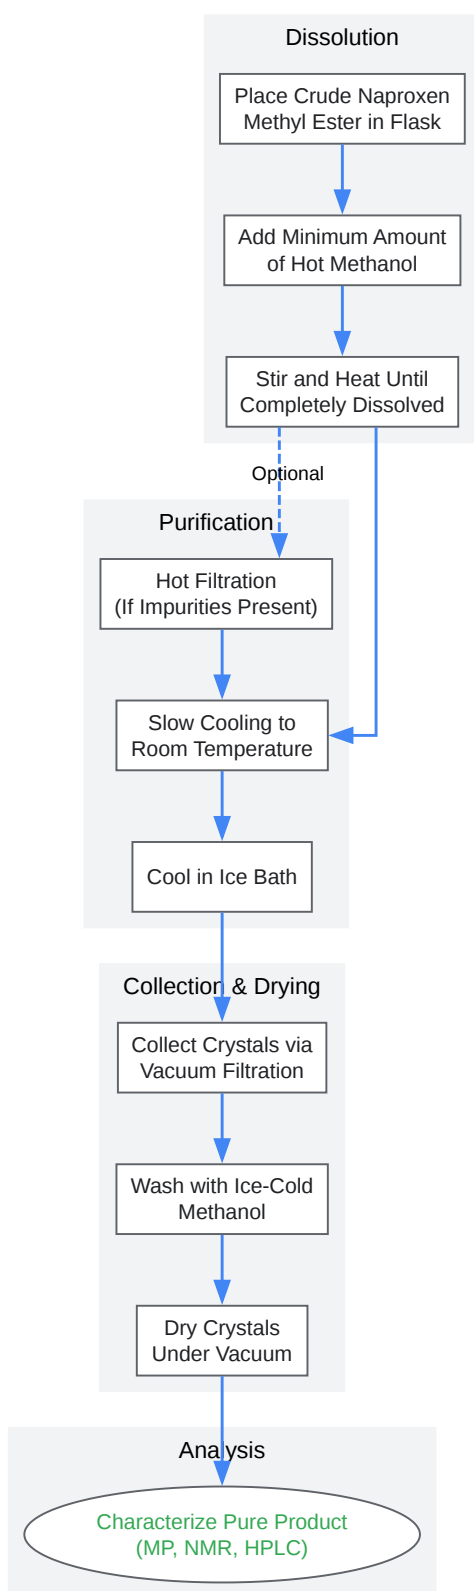 Dissolution
Place Crude Naproxen
Methyl Ester in Flask
Add Minimum Amount
of Hot Methanol
Stir and Heat Until
Completely Dissolved
Optional
Purification
Hot Filtration
(If Impurities Present)
Slow Cooling to
Room Temperature
Cool in Ice Bath
Collection & Drying
Collect Crystals via
Vacuum Filtration
Wash with Ice-Cold
Methanol
Dry Crystals
Under Vacuum
Analysis
Characterize Pure Product
(MP, NMR, HPLC)